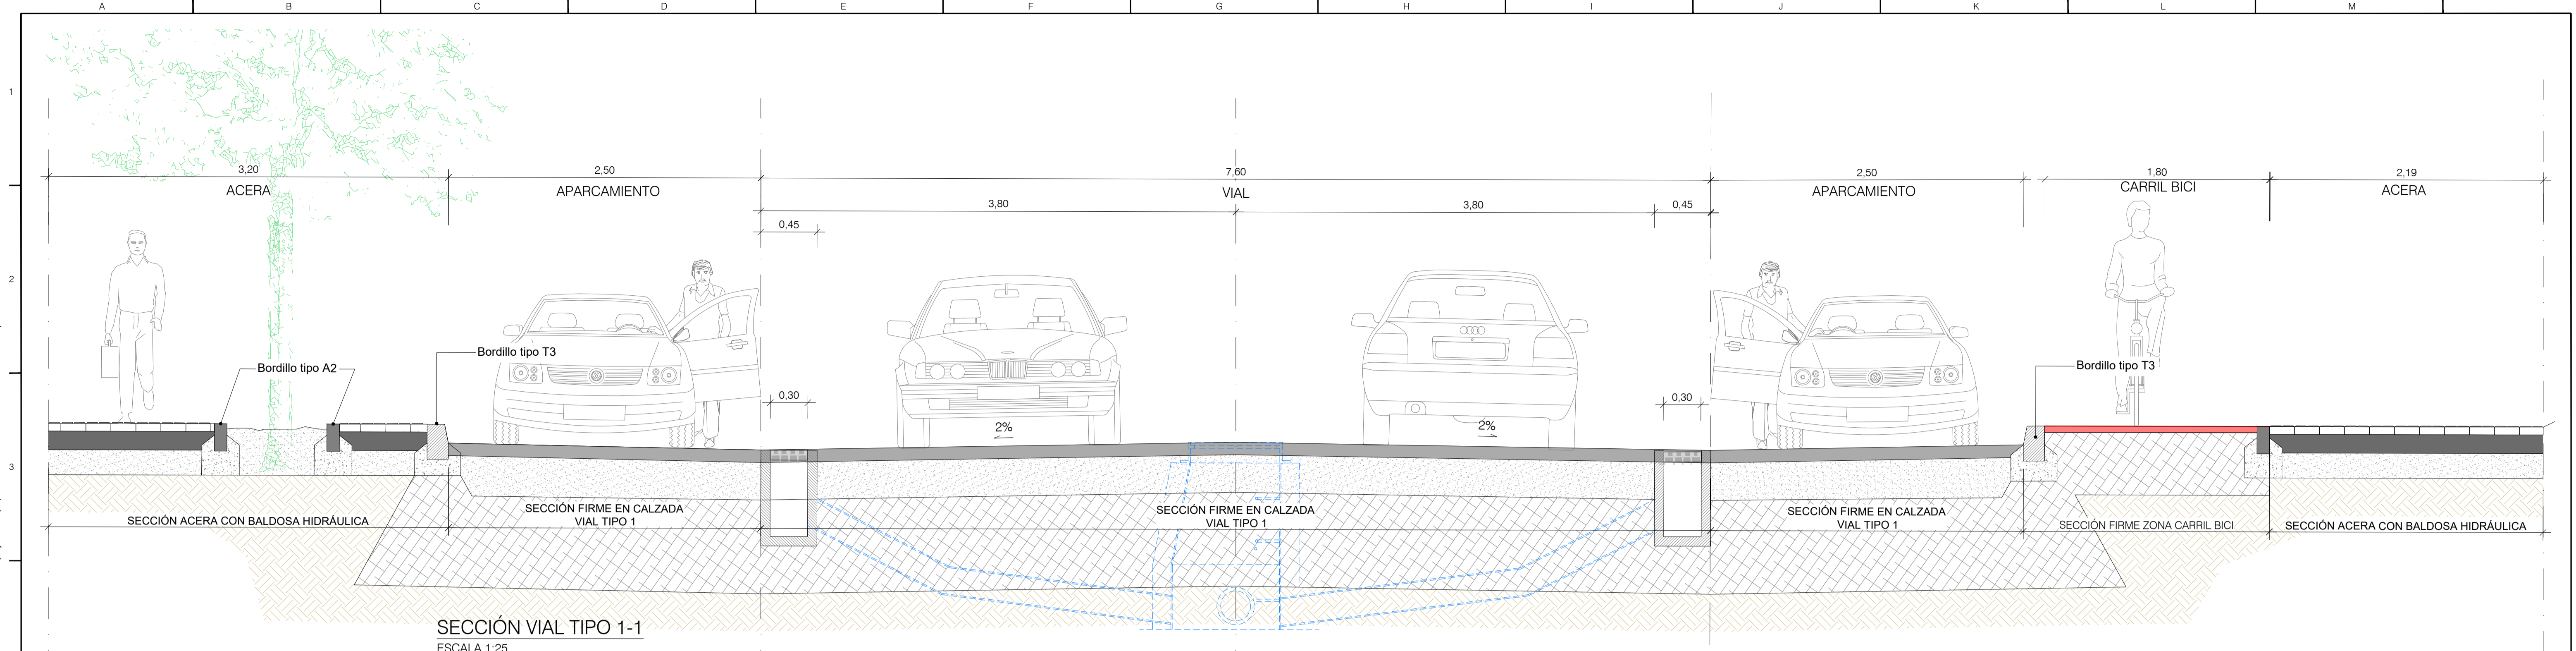 A B C D E F G H I J K L M
1
3,20 2,50 7,60 2,50 1,80 2,19
ACERA APARCAMIENTO VIAL APARCAMIENTO CARRIL BICI ACERA
3,80 3,80 0,45
0,45
2
Bordillo tipo T3
Bordillo tipo A2 Bordillo tipo T3
0,30 0,30
2% 2%
3
SECCIÓN ACERA CON BALDOSA HIDRÁULICA
SECCIÓN FIRME EN CALZADA
VIAL TIPO 1
SECCIÓN FIRME EN CALZADA
VIAL TIPO 1
SECCIÓN FIRME EN CALZADA
VIAL TIPO 1
SECCIÓN FIRME ZONA CARRIL BICI
SECCIÓN ACERA CON BALDOSA HIDRÁULICA
SECCIÓN VIAL TIPO 1-1
ESCALA 1:25